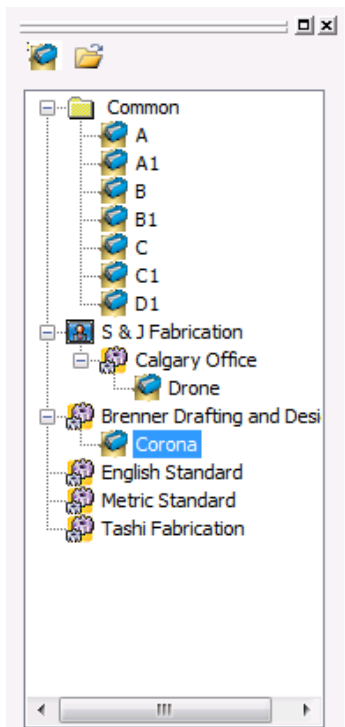 Common
A
A1
B
B1
C
C1
D1
S & J Fabrication
Calgary Office
Drone
Brenner Drafting and Desi
Corona
English Standard
Metric Standard
Tashi Fabrication